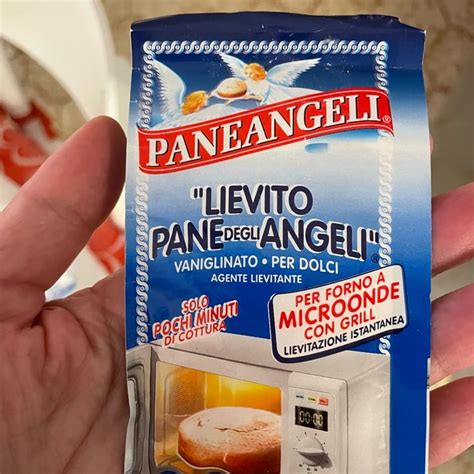 PANEANGELI®
"LIEVITO
PANE DEGLI ANGELI"®
VANIGLINATO • PER DOLCI
AGENTE LIEVITANTE
SOLO
POCHI MINUTI
DI COTTURA
PER FORNO A
MICROONDE
CON GRILL
LIEVITAZIONE ISTANTANEA
00:00